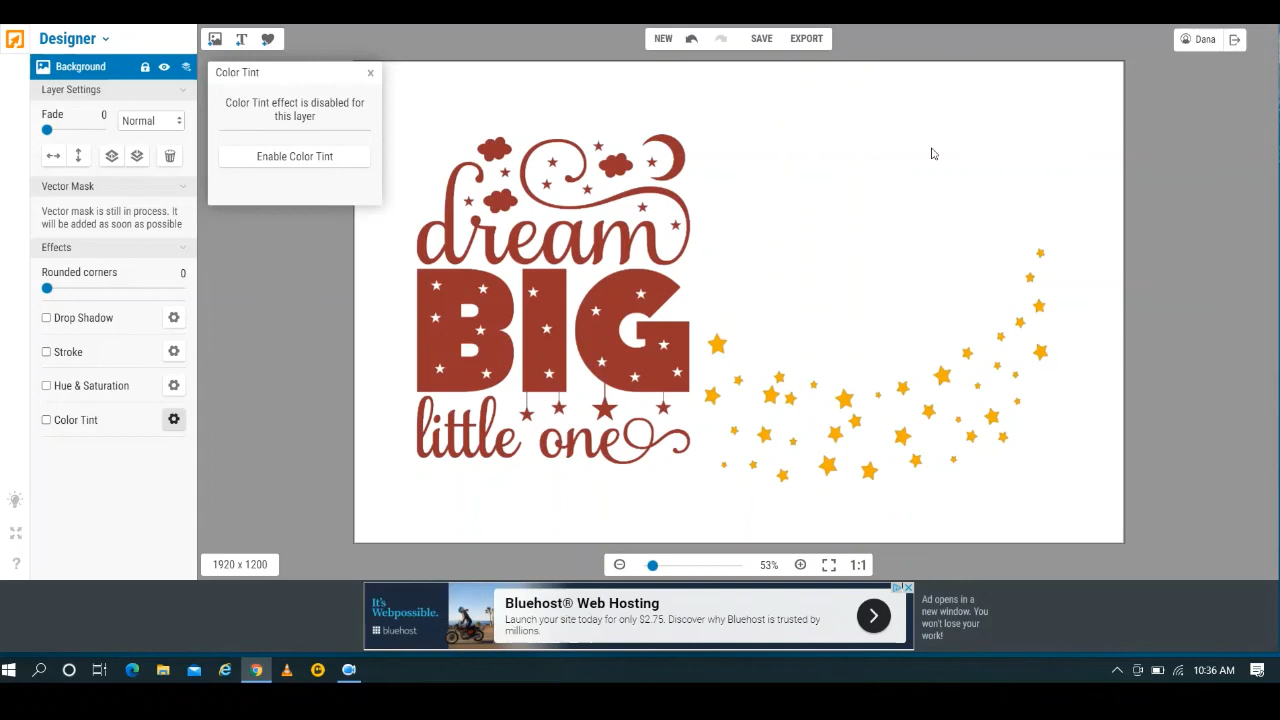 Designer
NEW
SAVE
EXPORT
Dana
Background
Layer Settings
Fade 0 Normal
Vector Mask
Vector mask is still in process. It
will be added as soon as possible
Effects
Rounded corners 0
Drop Shadow
Stroke
Hue & Saturation
Color Tint
Color Tint x
Color Tint effect is disabled for
this layer
Enable Color Tint
dream
BIG
little one
1920 x 1200
53%
1:1
It's
Webpossible.
bluehost
Bluehost® Web Hosting
Launch your site today for only $2.75. Discover why Bluehost is trusted by
millions.
Ad opens in a
new window. You
won't lose your
work!
10:36 AM